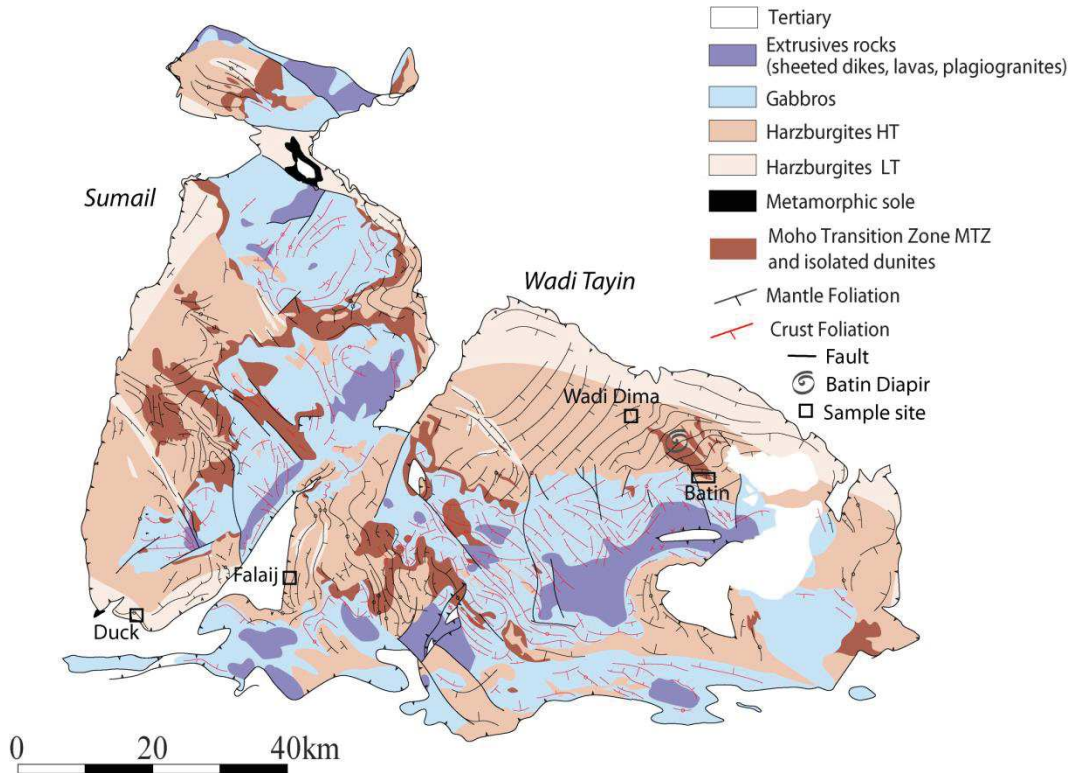 Tertiary
Extrusives rocks
(sheeted dikes, lavas, plagiogranites)
Gabbros
Harzburgites HT
Harzburgites LT
Metamorphic sole
Moho Transition Zone MTZ
and isolated dunites
Mantle Foliation
Crust Foliation
Fault
Batin Diapir
Sample site
Sumail
Wadi Tayin
Wadi Dima
Batin
Falaij
Duck
0 20 40km